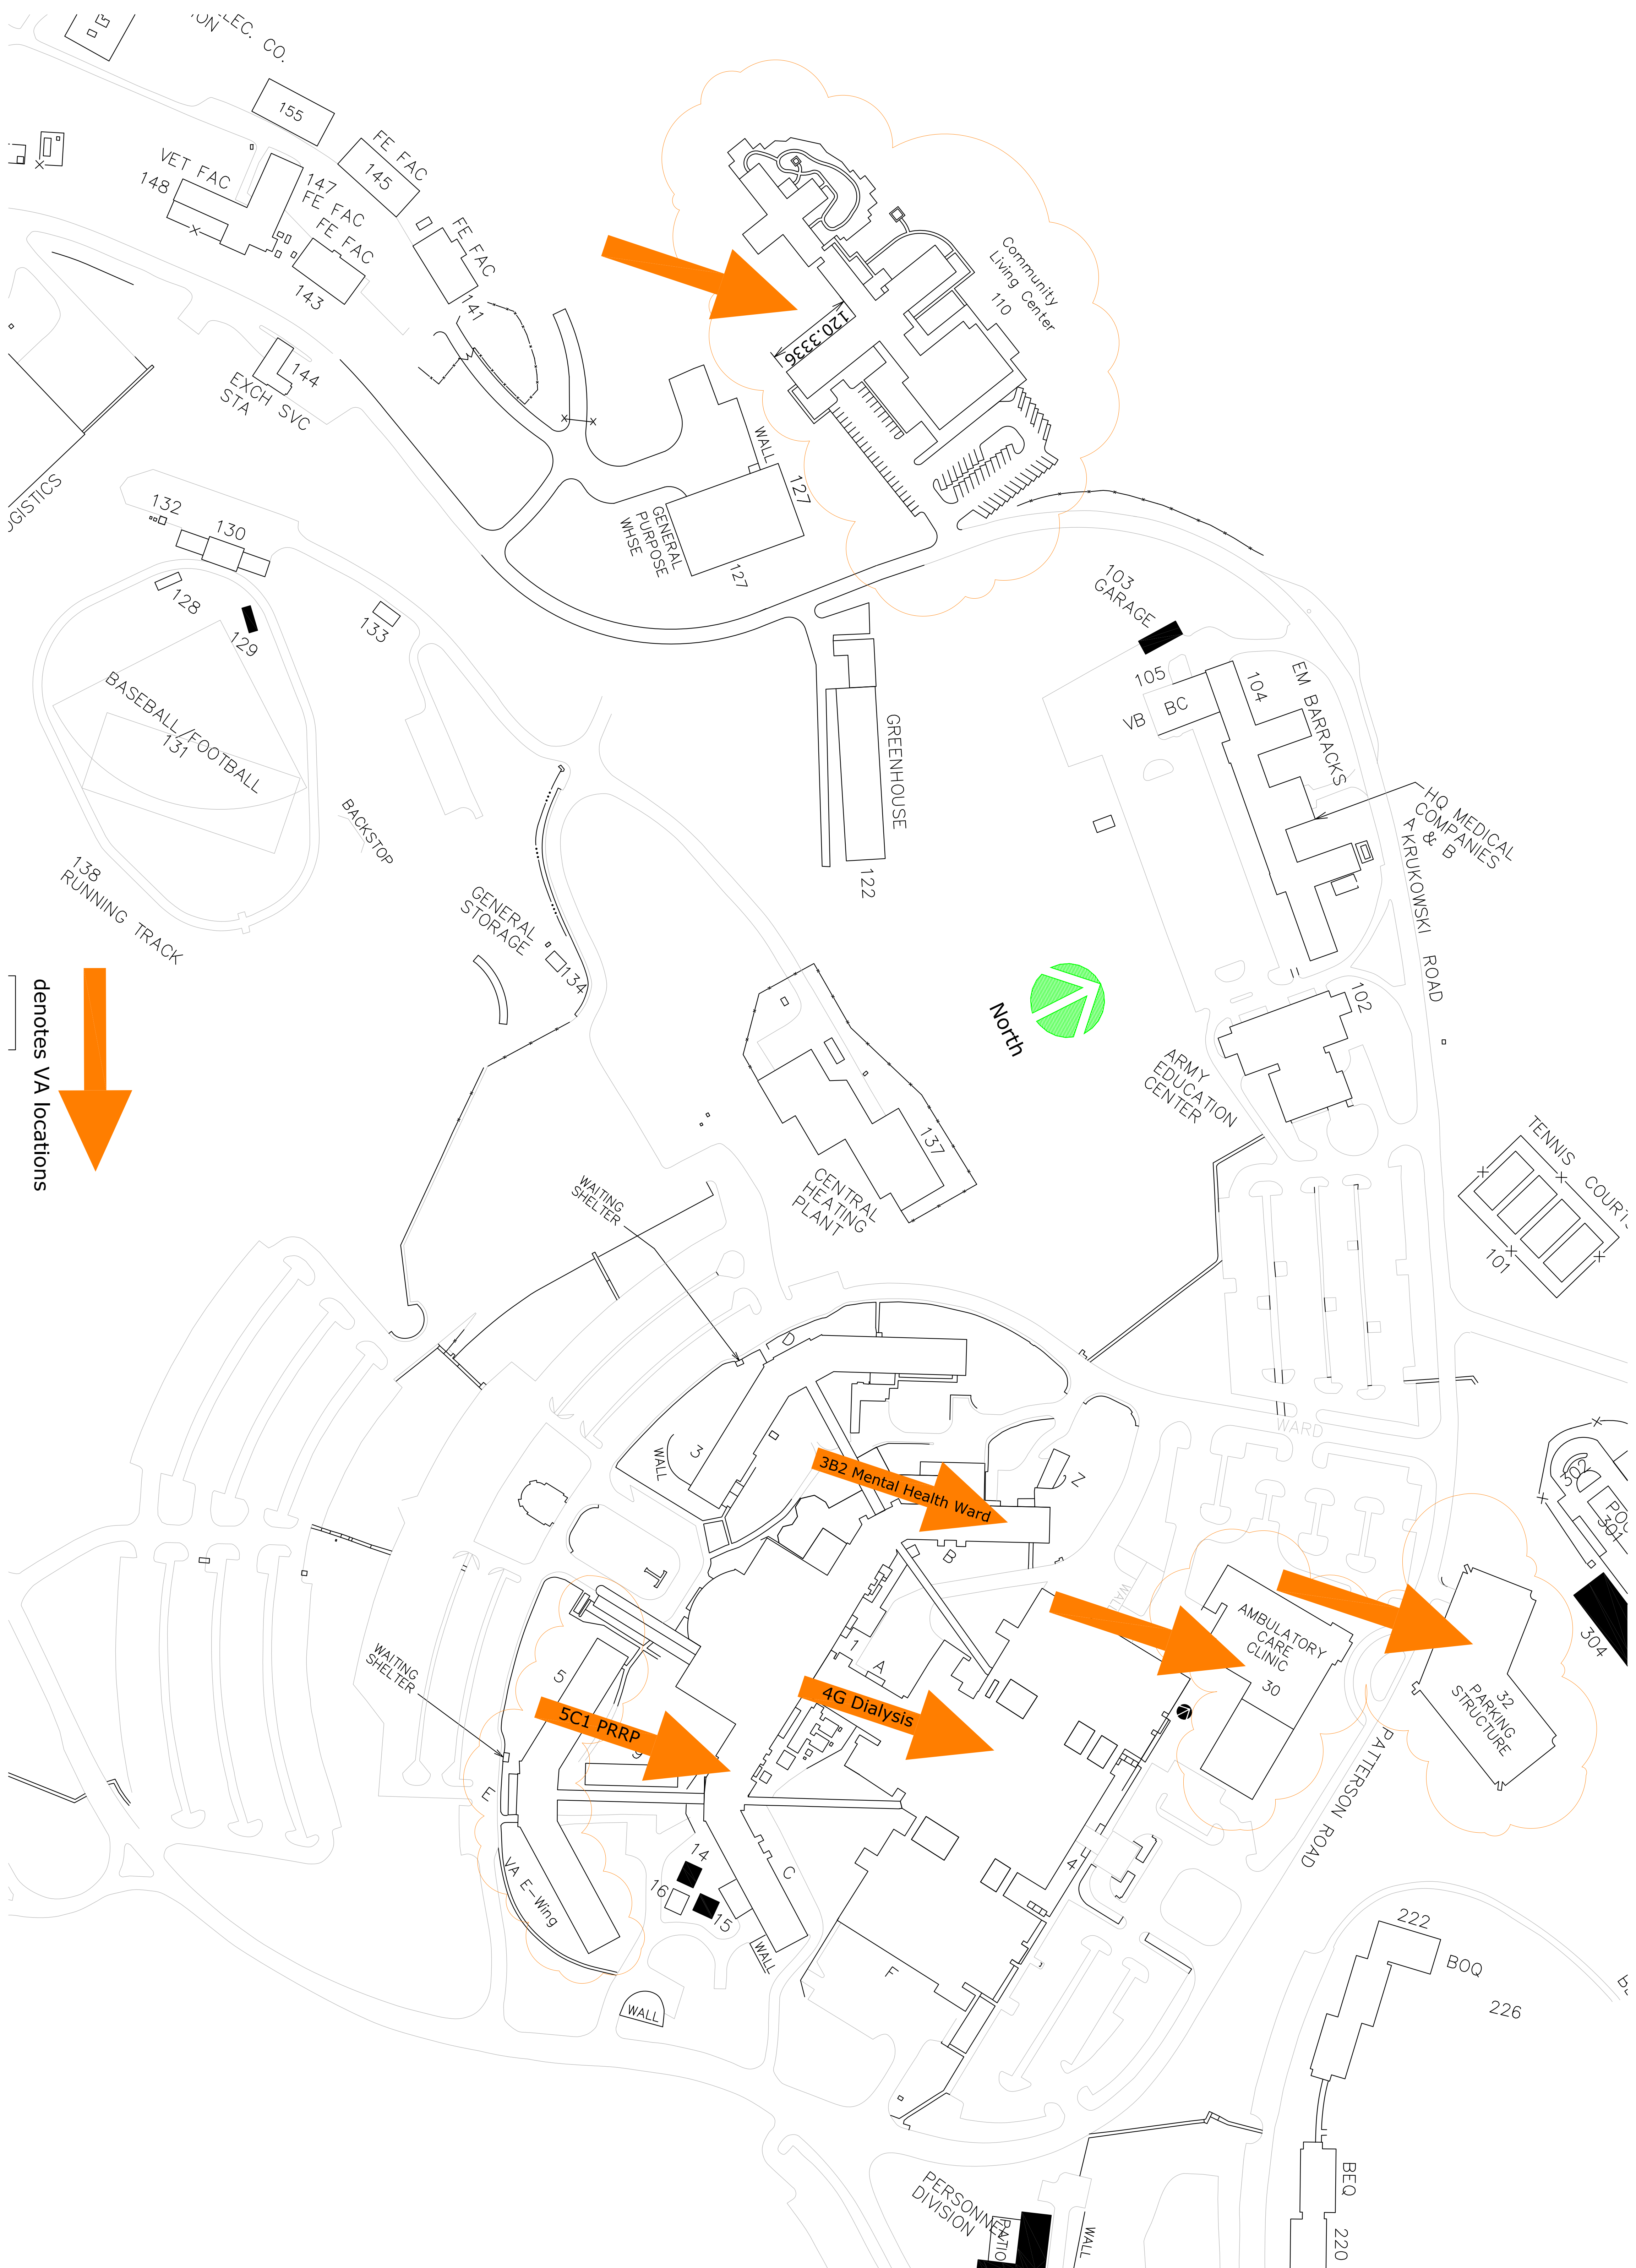 ELEC. CO.
155
FE FAC
145
VET FAC
148
147
FE FAC
FE FAC
143
FE FAC
141
144
EXCH SVC
STA
Community
Living Center
110
120.3336
WALL
127
GENERAL
PURPOSE
WHSE
127
132
130
128
129
133
BASEBALL/FOOTBALL
131
BACKSTOP
138
RUNNING TRACK
103
GARAGE
105
BC
VB
104
EM BARRACKS
HQ MEDICAL
COMPANIES
A & B
KRUKOWSKI ROAD
GREENHOUSE
122
GENERAL
STORAGE
134
North
102
ARMY
EDUCATION
CENTER
denotes VA locations
137
CENTRAL
HEATING
PLANT
WAITING
SHELTER
TENNIS COURTS
101
D
WALL
3
WARD
3B2 Mental Health Ward
Z
B
WALL
302
301
304
AMBULATORY
CARE
CLINIC
30
32
PARKING
STRUCTURE
PATTERSON ROAD
WAITING
SHELTER
5
1
A
5C1 PRRP
9
4G Dialysis
E
VA E-Wing
14
16
15
C
WALL
4
F
WALL
222
BOQ
226
BEQ
220
PERSONNEL
DIVISION
WALL